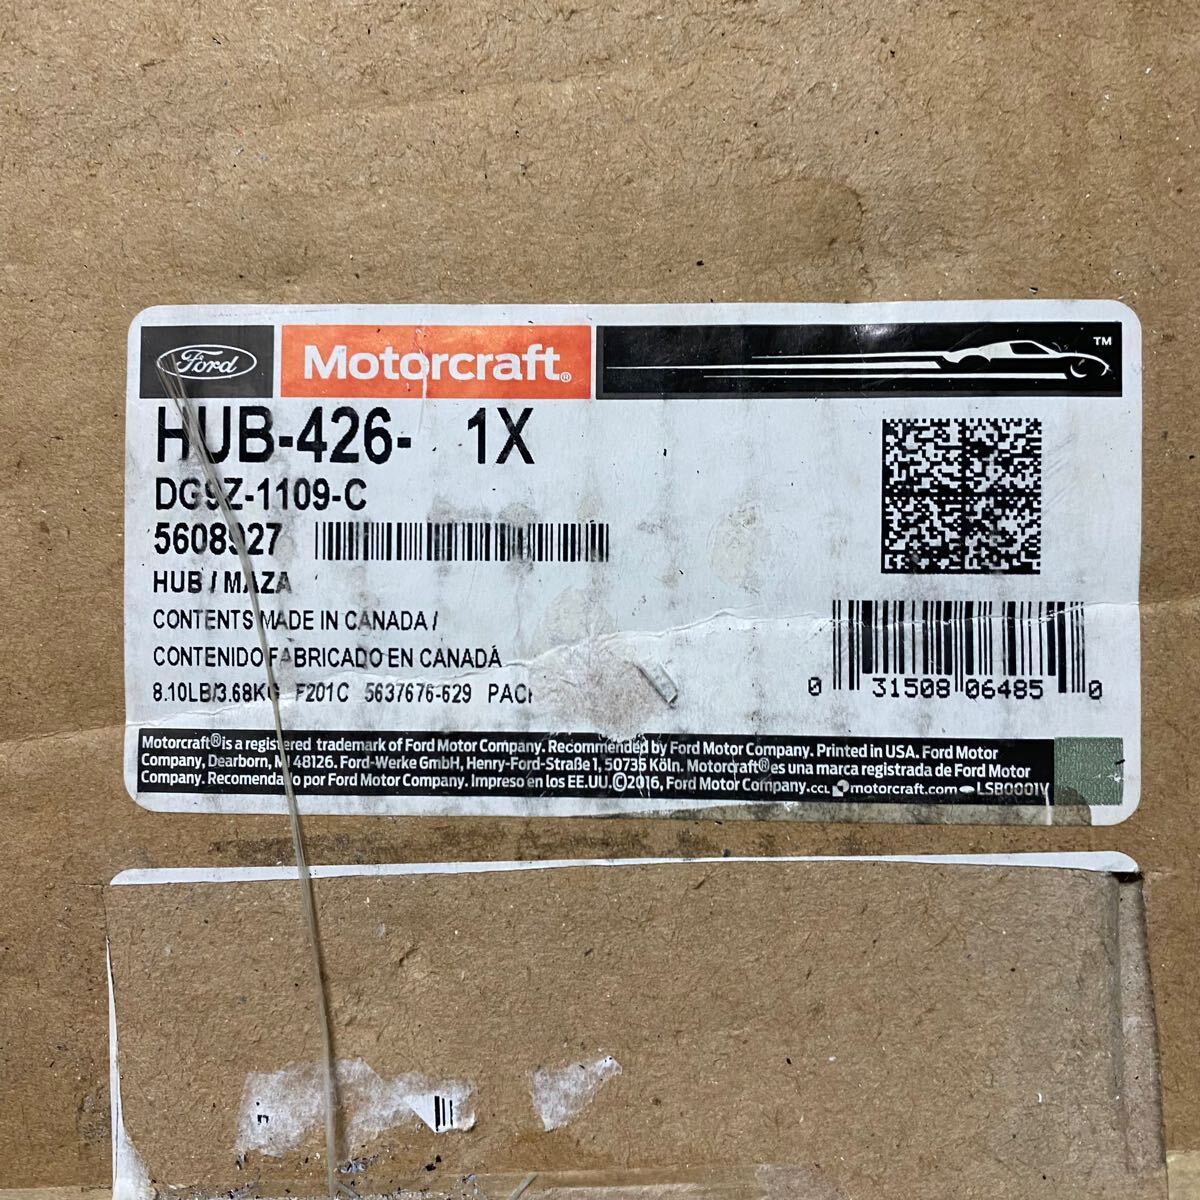 Ford Motorcraft® ™
HUB-426- 1X
DG9Z-1109-C
5608927
HUB / MAZA
CONTENTS MADE IN CANADA /
CONTENIDO FABRICADO EN CANADÁ
8.10LB/3.68KG F201C 5637676-629
0 31508 06485 0
Motorcraft® is a registered trademark of Ford Motor Company. Recommended by Ford Motor Company. Printed in USA. Ford Motor
Company, Dearborn, MI 48126. Ford-Werke GmbH, Henry-Ford-Straße 1, 50735 Köln. Motorcraft® es una marca registrada de Ford Motor
Company. Recomendado por Ford Motor Company. Impreso en los EE.UU. ©2016, Ford Motor Company. CCL motorcraft.com LSB0001V